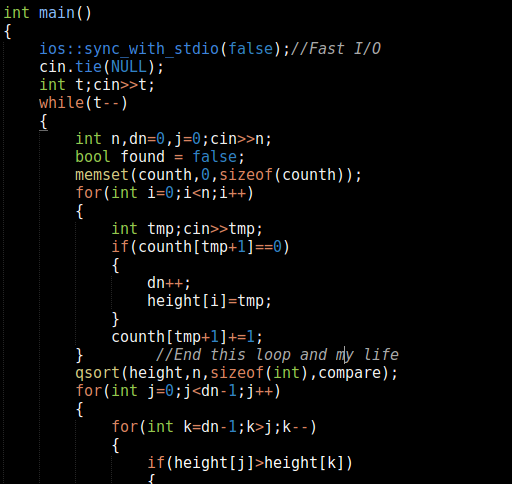 int main()
{
    ios::sync_with_stdio(false);//Fast I/O
    cin.tie(NULL);
    int t;cin>>t;
    while(t--)
    {
        int n,dn=0,j=0;cin>>n;
        bool found = false;
        memset(counth,0,sizeof(counth));
        for(int i=0;i<n;i++)
        {
            int tmp;cin>>tmp;
            if(counth[tmp+1]==0)
            {
                dn++;
                height[i]=tmp;
            }
            counth[tmp+1]+=1;
        }        //End this loop and my life
        qsort(height,n,sizeof(int),compare);
        for(int j=0;j<dn-1;j++)
        {
            for(int k=dn-1;k>j;k--)
            {
                if(height[j]>height[k])
                {